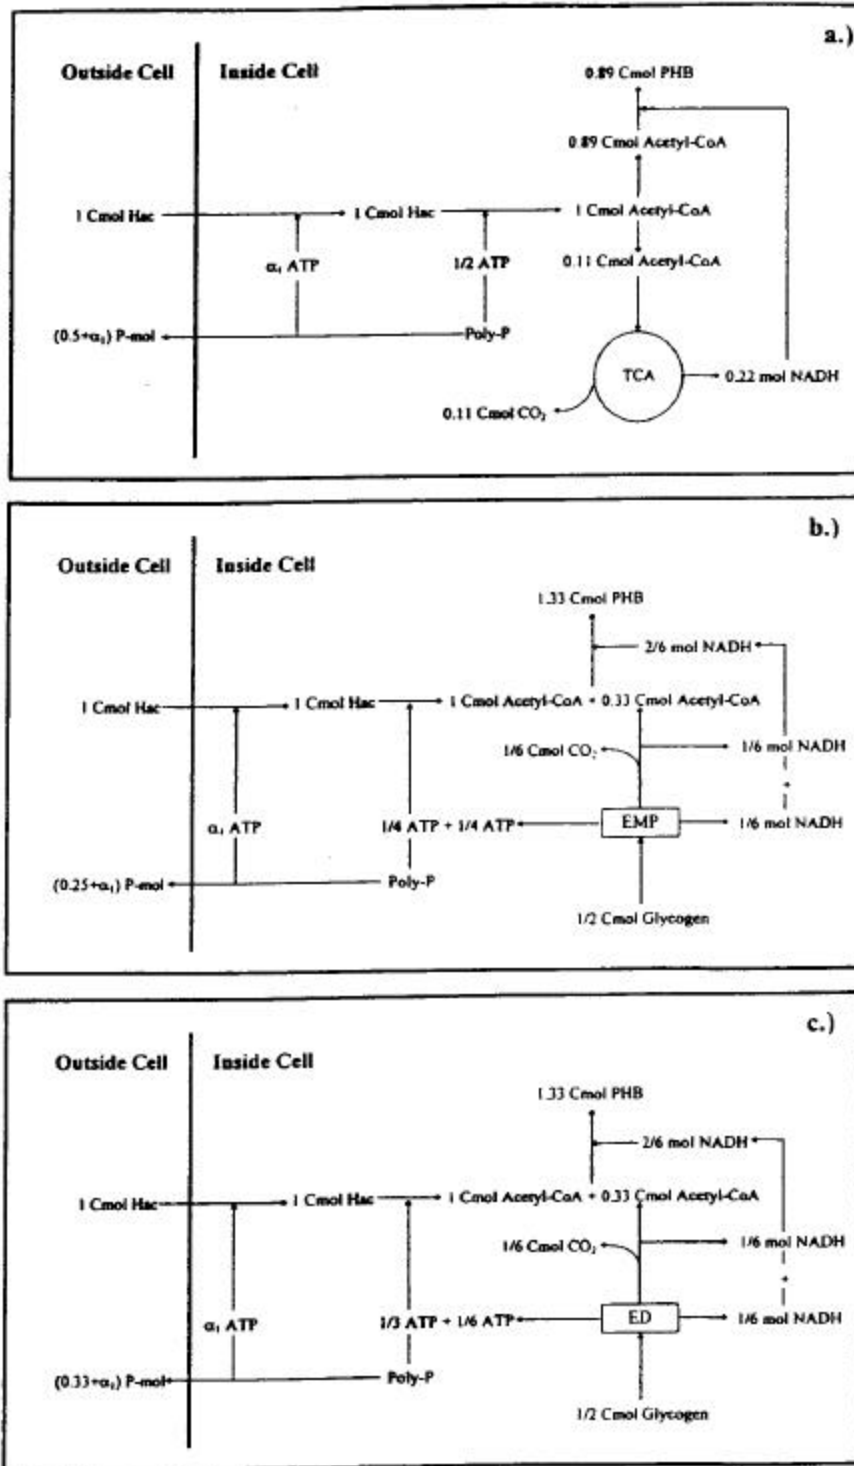 a.)
Outside Cell Inside Cell
0.89 Cmol PHB
0.89 Cmol Acetyl-CoA
1 Cmol Hac 1 Cmol Hac 1 Cmol Acetyl-CoA
α₁ ATP 1/2 ATP 0.11 Cmol Acetyl-CoA
(0.5+α₁) P-mol Poly-P
TCA 0.22 mol NADH
0.11 Cmol CO₂
b.)
Outside Cell Inside Cell
1.33 Cmol PHB
2/6 mol NADH
1 Cmol Hac 1 Cmol Hac 1 Cmol Acetyl-CoA + 0.33 Cmol Acetyl-CoA
1/6 Cmol CO₂ 1/6 mol NADH
+
α₁ ATP 1/4 ATP + 1/4 ATP EMP 1/6 mol NADH
(0.25+α₁) P-mol Poly-P
1/2 Cmol Glycogen
c.)
Outside Cell Inside Cell
1.33 Cmol PHB
2/6 mol NADH
1 Cmol Hac 1 Cmol Hac 1 Cmol Acetyl-CoA + 0.33 Cmol Acetyl-CoA
1/6 Cmol CO₂ 1/6 mol NADH
+
α₁ ATP 1/3 ATP + 1/6 ATP ED 1/6 mol NADH
(0.33+α₁) P-mol Poly-P
1/2 Cmol Glycogen